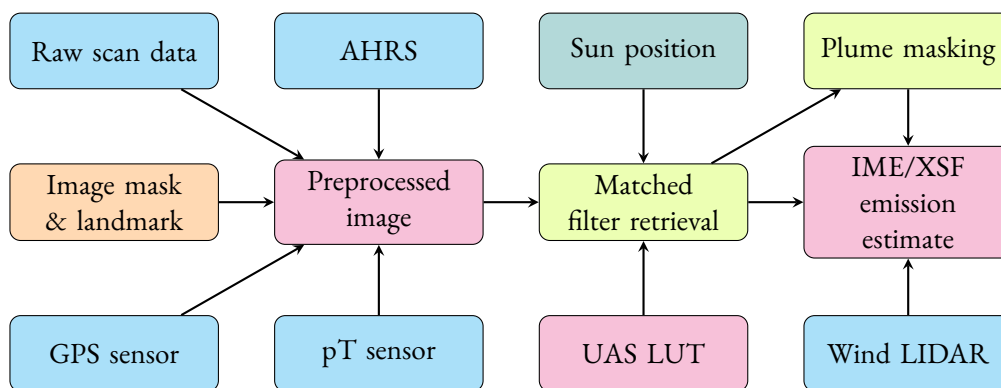 Raw scan data
AHRS
Sun position
Plume masking
Image mask
& landmark
Preprocessed
image
Matched
filter retrieval
IME/XSF
emission
estimate
GPS sensor
pT sensor
UAS LUT
Wind LIDAR